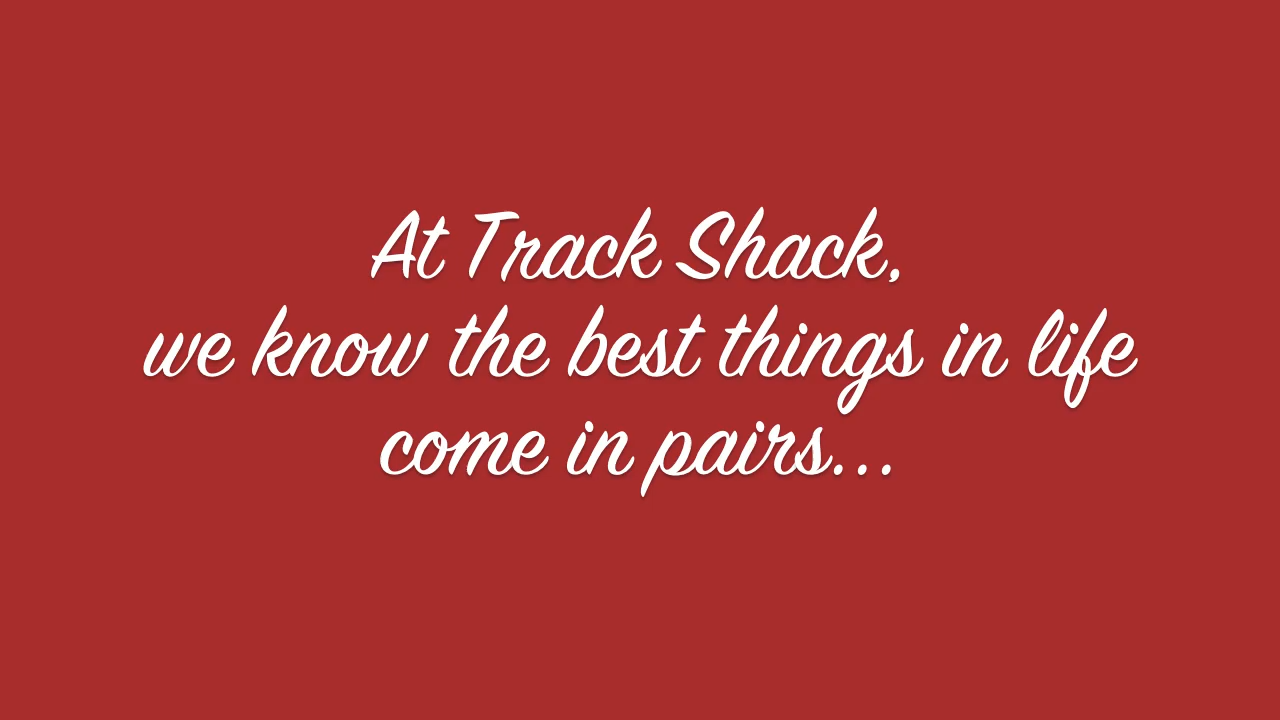 At Track Shack,
we know the best things in life
come in pairs...